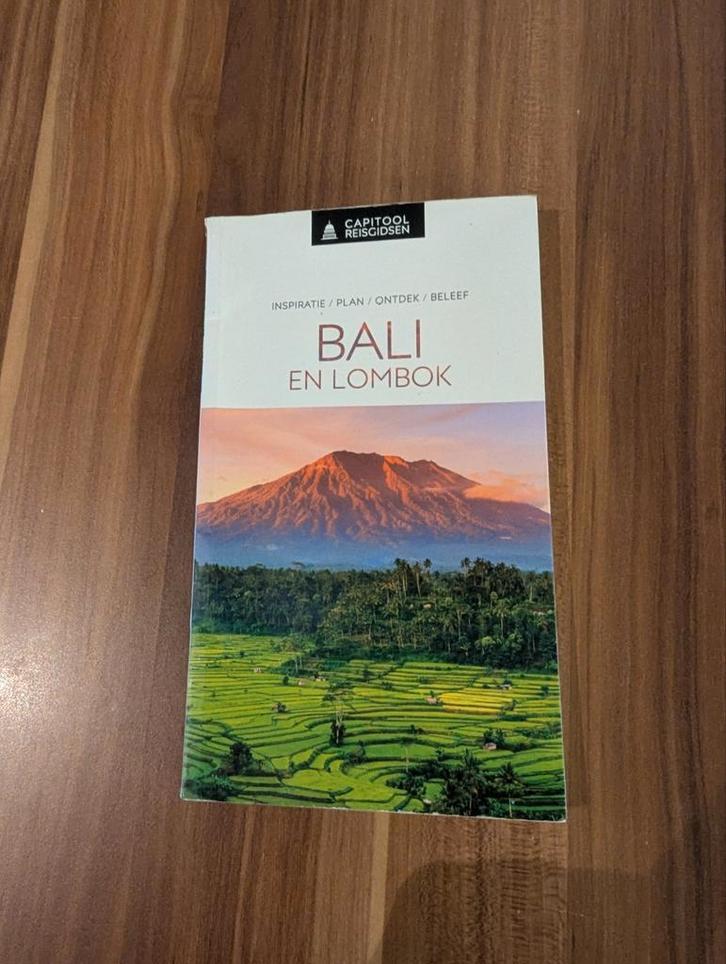 CAPITOOL
REISGIDSEN
INSPIRATIE / PLAN / ONTDEK / BELEEF
BALI
EN LOMBOK